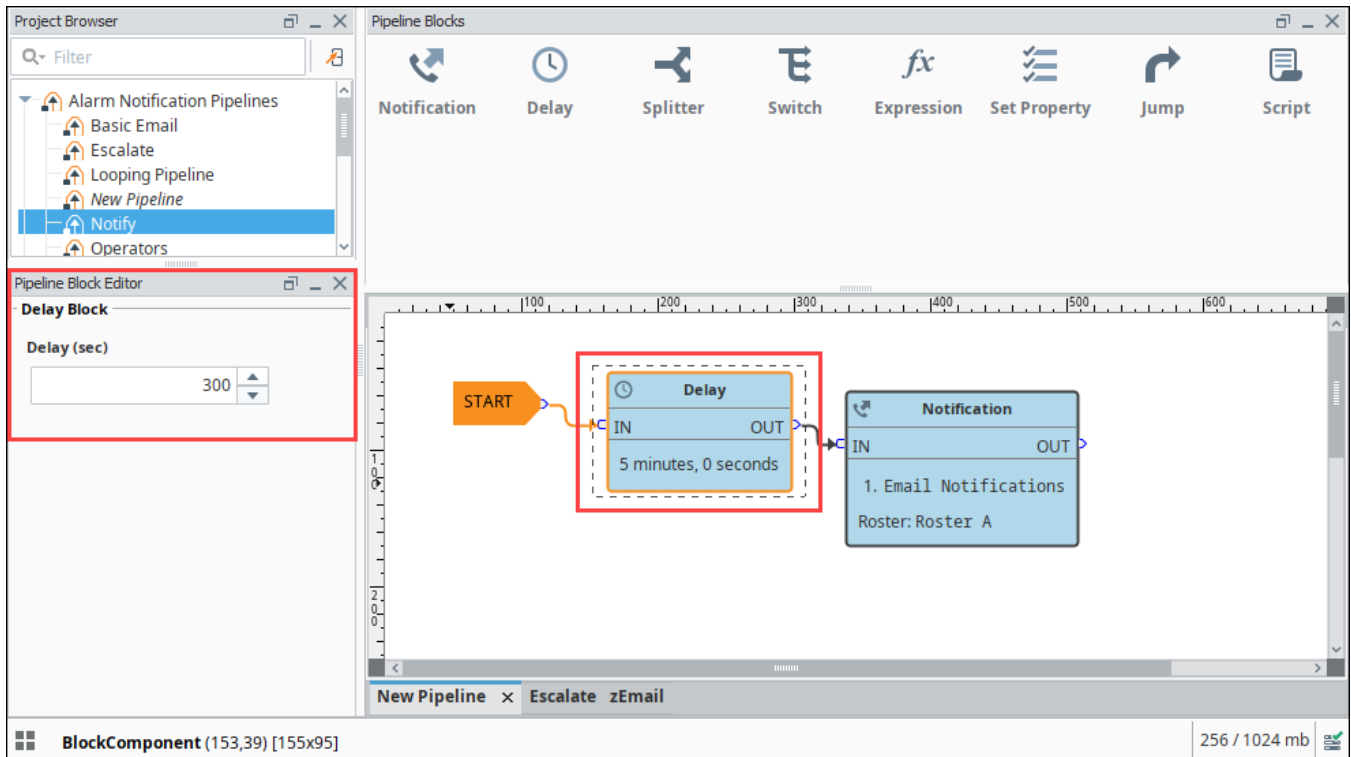 Project Browser
Filter
Alarm Notification Pipelines
Basic Email
Escalate
Looping Pipeline
New Pipeline
Notify
Operators
Pipeline Block Editor
Delay Block
Delay (sec)
300
Pipeline Blocks
Notification Delay Splitter Switch fx Expression Set Property Jump Script
100 200 300 400 500 600
100
200
START
Delay
IN OUT
5 minutes, 0 seconds
Notification
IN OUT
1. Email Notifications
Roster: Roster A
New Pipeline Escalate zEmail
BlockComponent (153,39) [155x95]
256 / 1024 mb